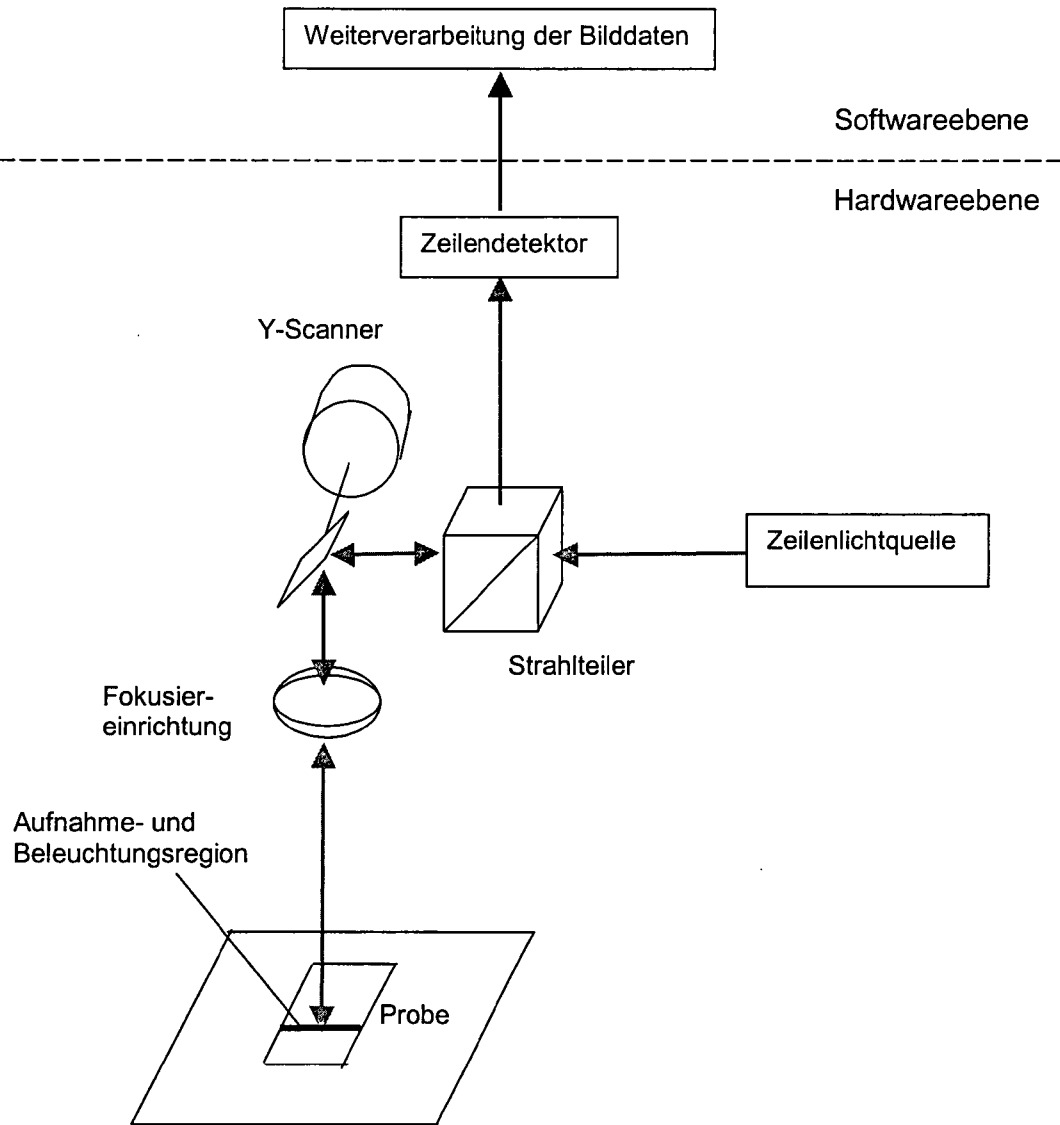 Weiterverarbeitung der Bilddaten
Softwareebene
Hardwareebene
Zeilendetektor
Y-Scanner
Zeilenlichtquelle
Strahlteiler
Fokusier-
einrichtung
Aufnahme- und
Beleuchtungsregion
Probe